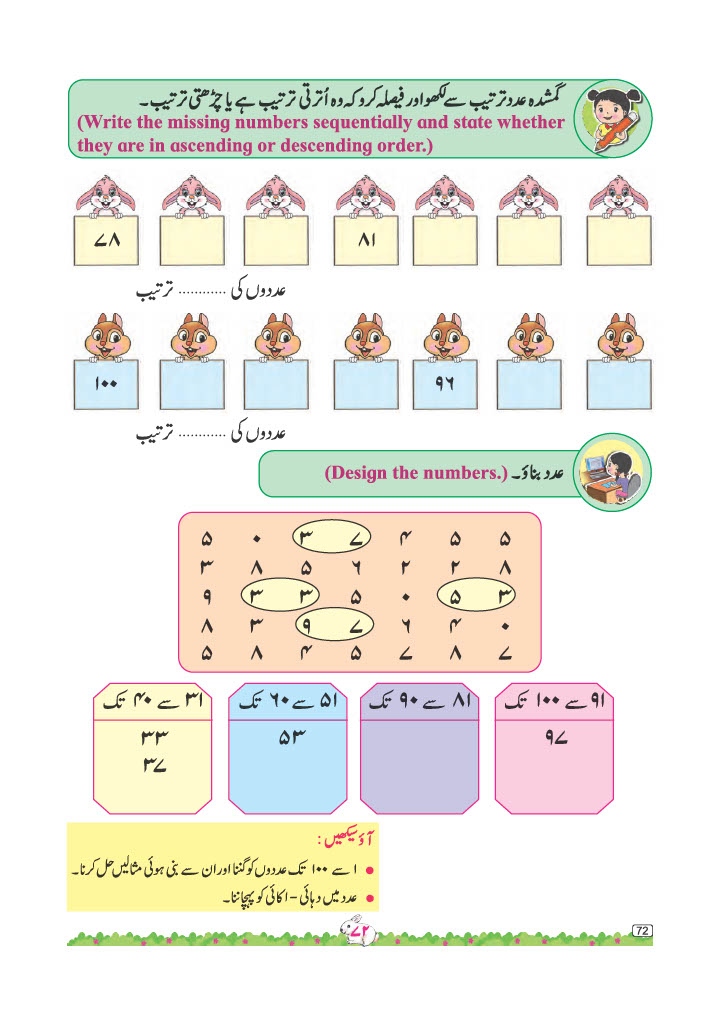 گمشدہ عدد ترتیب سے لکھو اور فیصلہ کرو کہ وہ اُترتی ترتیب ہے یا چڑھتی ترتیب۔
(Write the missing numbers sequentially and state whether
they are in ascending or descending order.)
۷۸ ۸۱
عددوں کی ............ ترتیب
۱۰۰ ۹۶
عددوں کی ............ ترتیب
عدد بناؤ۔ (Design the numbers.)
۵ ۰ ۳ ۷ ۴ ۵ ۵
۳ ۸ ۵ ۶ ۲ ۲ ۸
۹ ۳ ۳ ۵ ۰ ۵ ۳
۸ ۳ ۹ ۷ ۶ ۴ ۰
۵ ۸ ۴ ۵ ۷ ۸ ۷
۳۱ سے ۴۰ تک
۳۳
۳۷
۵۱ سے ۶۰ تک
۵۳
۸۱ سے ۹۰ تک
۹۱ سے ۱۰۰ تک
۹۷
آؤ سیکھیں :
● ۱ سے ۱۰۰ تک عددوں کو گننا اور ان سے بنی ہوئی مثالیں حل کرنا۔
● عدد میں دہائی - اکائی کو پہچاننا۔
۷۲
72